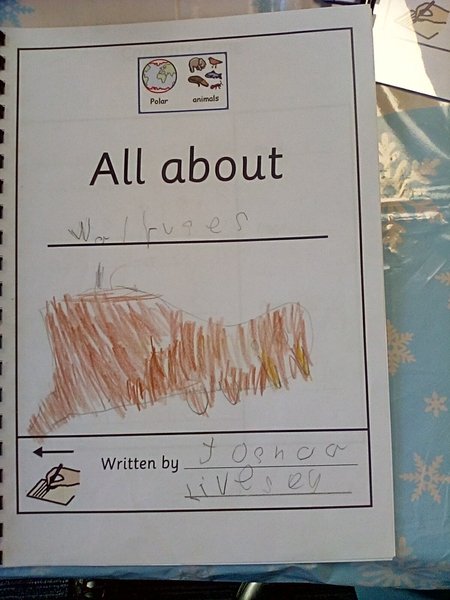 Polar animals
All about
Walruses
Written by Joshua
Livesey